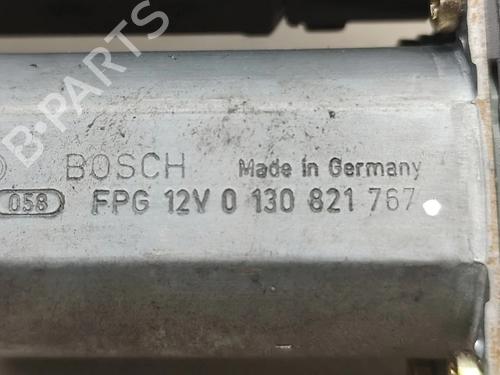 BOSCH Made in Germany
058 FPG 12V 0 130 821 767
B-PARTS